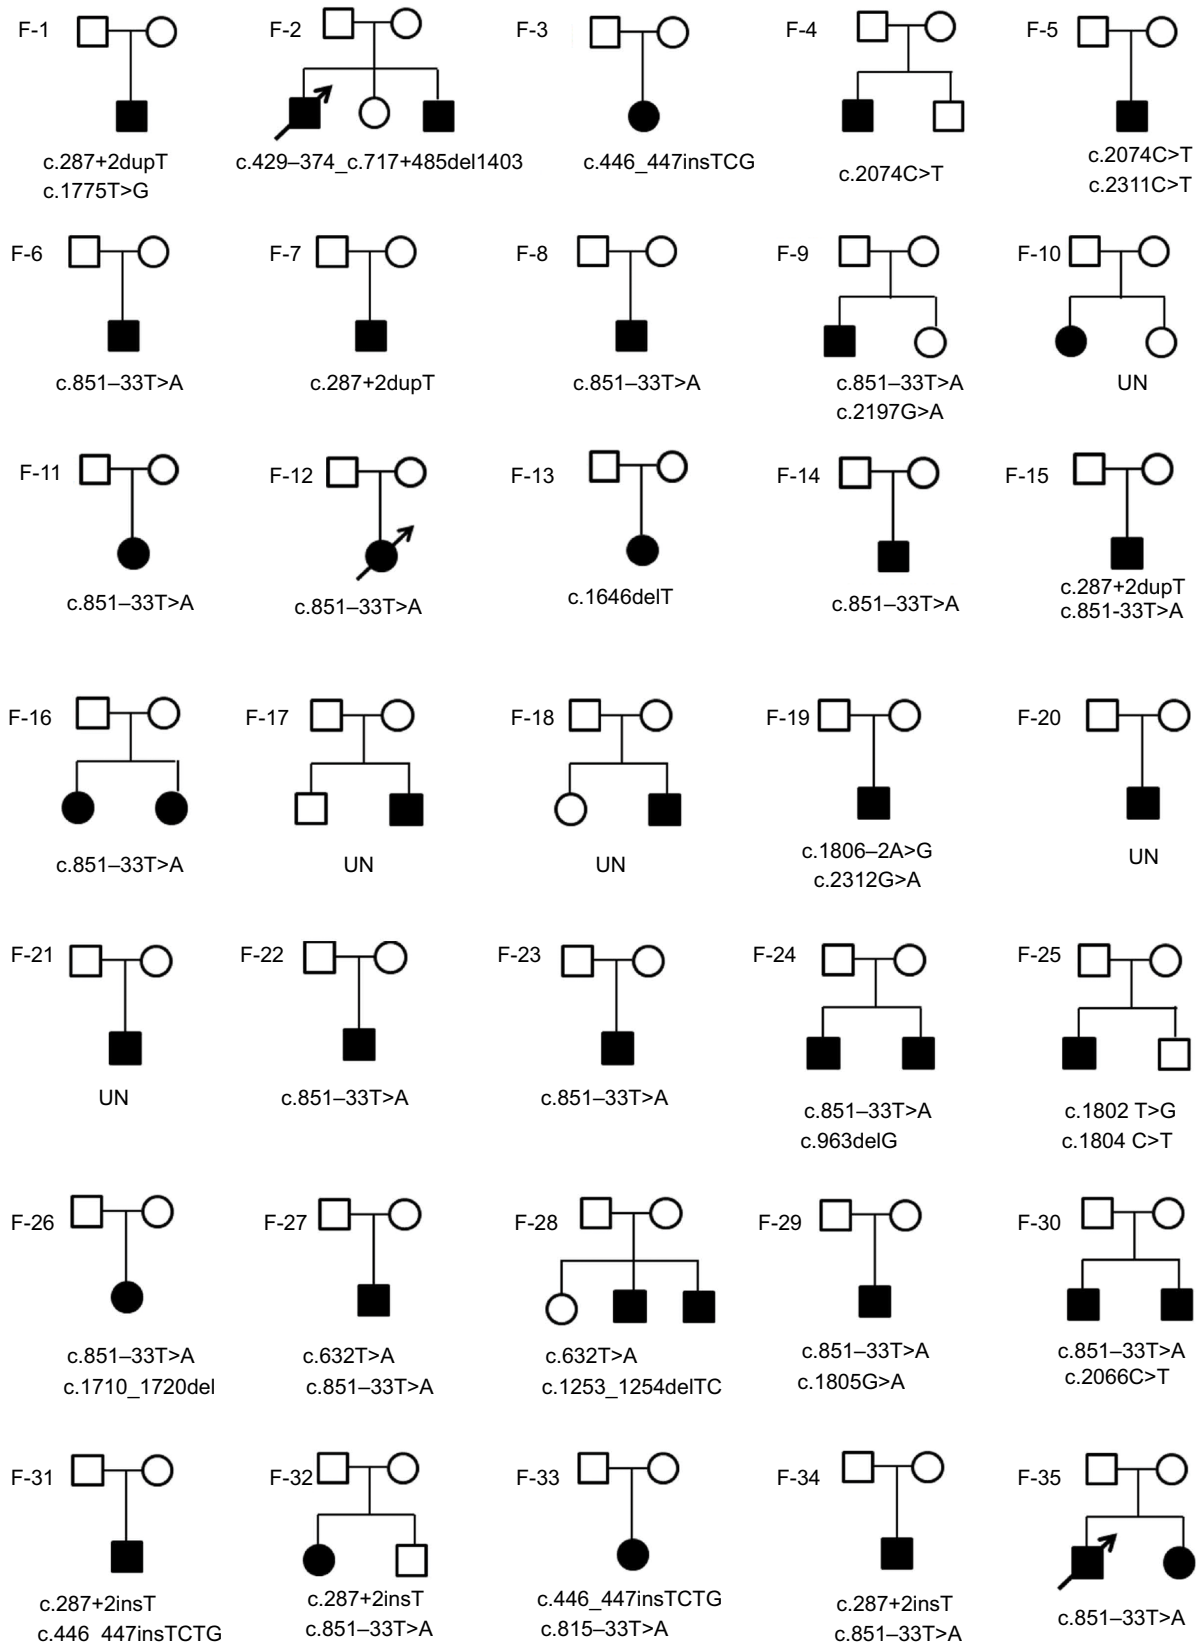 F-1
F-2
F-3
F-4
F-5
c.287+2dupT
c.1775T>G
c.429–374_c.717+485del1403
c.446_447insTCG
c.2074C>T
c.2074C>T
c.2311C>T
F-6
F-7
F-8
F-9
F-10
c.851–33T>A
c.287+2dupT
c.851–33T>A
c.851–33T>A
c.2197G>A
UN
F-11
F-12
F-13
F-14
F-15
c.851–33T>A
c.851–33T>A
c.1646delT
c.851–33T>A
c.287+2dupT
c.851-33T>A
F-16
F-17
F-18
F-19
F-20
c.851–33T>A
UN
UN
c.1806–2A>G
c.2312G>A
UN
F-21
F-22
F-23
F-24
F-25
UN
c.851–33T>A
c.851–33T>A
c.851–33T>A
c.963delG
c.1802 T>G
c.1804 C>T
F-26
F-27
F-28
F-29
F-30
c.851–33T>A
c.1710_1720del
c.632T>A
c.851–33T>A
c.632T>A
c.1253_1254delTC
c.851–33T>A
c.1805G>A
c.851–33T>A
c.2066C>T
F-31
F-32
F-33
F-34
F-35
c.287+2insT
c.446_447insTCTG
c.287+2insT
c.851–33T>A
c.446_447insTCTG
c.815–33T>A
c.287+2insT
c.851–33T>A
c.851–33T>A